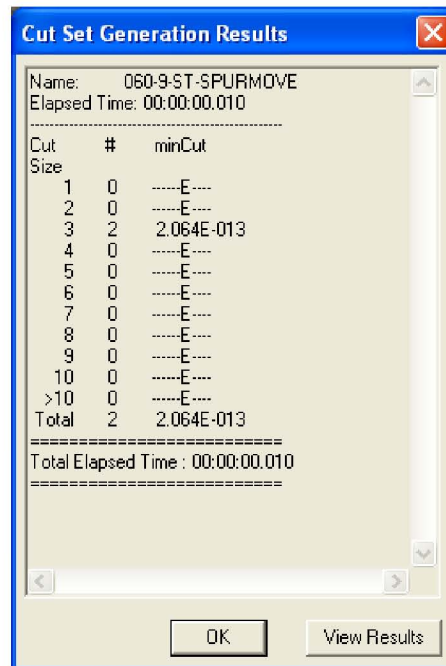 Cut Set Generation Results
Name: 060-9-ST-SPURMOVE
Elapsed Time: 00:00:00.010
--------------------------------------------------
Cut # minCut
Size
1 0 ------E----
2 0 ------E----
3 2 2.064E-013
4 0 ------E----
5 0 ------E----
6 0 ------E----
7 0 ------E----
8 0 ------E----
9 0 ------E----
10 0 ------E----
>10 0 ------E----
Total 2 2.064E-013
==========================
Total Elapsed Time : 00:00:00.010
==========================
OK View Results